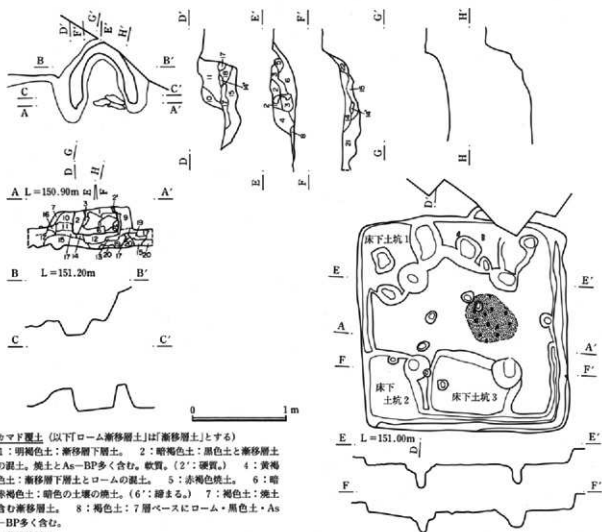 D′ F′ G′ E′ H′
D′ E′ F′ G′ H′
B B′
C C′
A A′
D E F G H
D G E H F
A L=150.90m A′
B L=151.20m B′
C C′
0 1m
D′
床下土坑1
E E′
A A′
F F′
床下
土坑2
床下土坑3
E L=151.00m E′
D
F F′
カマド覆土(以下「ローム漸移層土」は「漸移層土」とする)
1:明褐色土:漸移層下層土。 2:暗褐色土:黒色土と漸移層土
の混土。焼土とAs-BP多く含む。軟質。(2′:硬質。) 4:黄褐
色土:漸移層下層土とロームの混土。 5:赤褐色焼土。 6:暗
赤褐色土:暗色の土壌の焼土。(6′:締まる。) 7:褐色土:焼土
含む漸移層土。 8:褐色土:7層ベースにローム・黒色土・As
-BP多く含む。